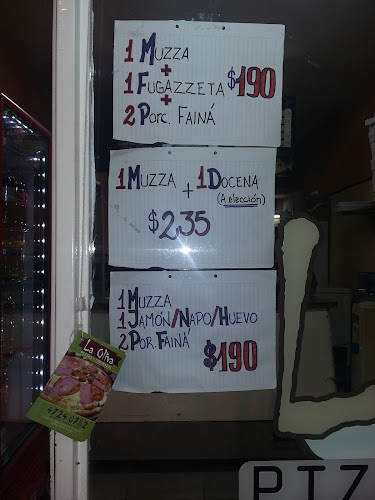 1 MUZZA
+
1 FUGAZZETA $190
+
2 PORC. FAINÁ
1 MUZZA + 1 DOCENA
(A elección)
$235
1 MUZZA
1 JAMÓN/NAPO/HUEVO
2 POR. FAINÁ
$190
La Olla
PIZ